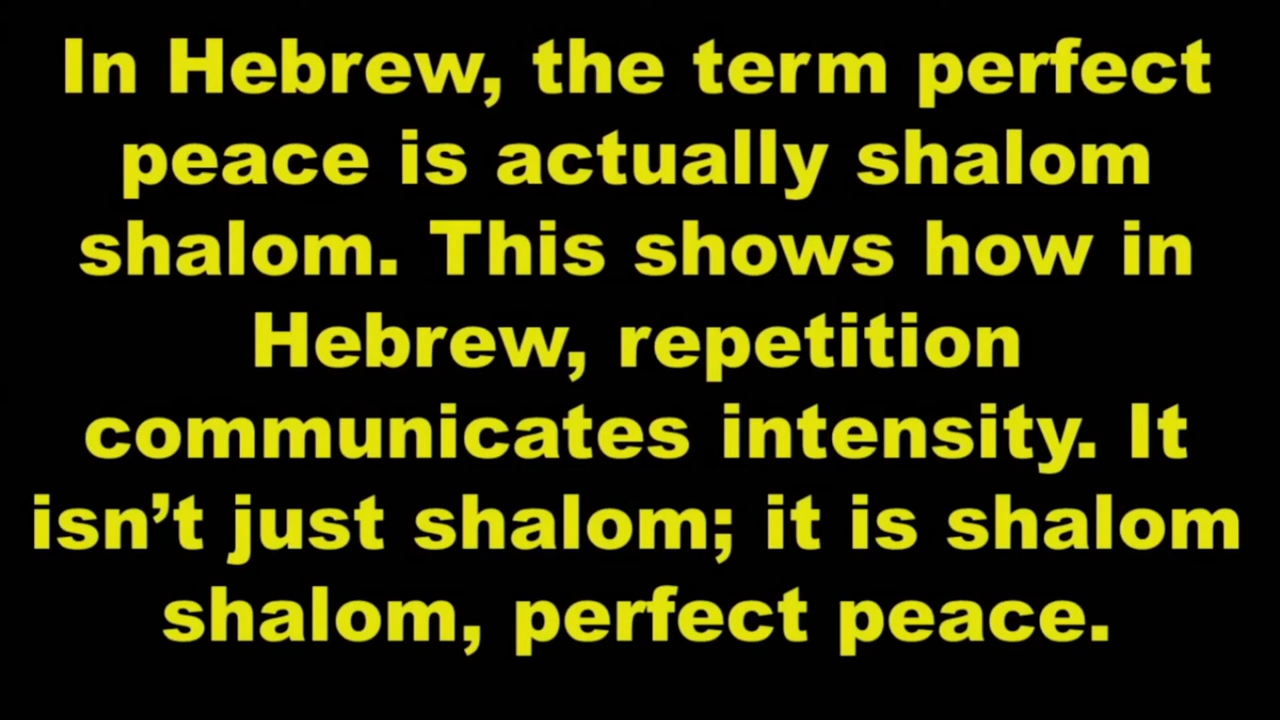 In Hebrew, the term perfect
peace is actually shalom
shalom. This shows how in
Hebrew, repetition
communicates intensity. It
isn’t just shalom; it is shalom
shalom, perfect peace.